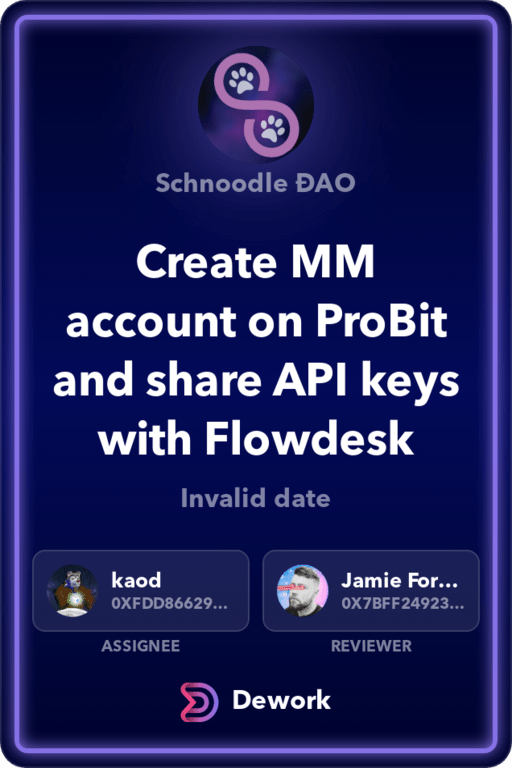 Schnoodle ÐAO
Create MM
account on ProBit
and share API keys
with Flowdesk
Invalid date
kaod
0XFDD86629...
Jamie For...
0X7BFF24923...
ASSIGNEE
REVIEWER
Dework